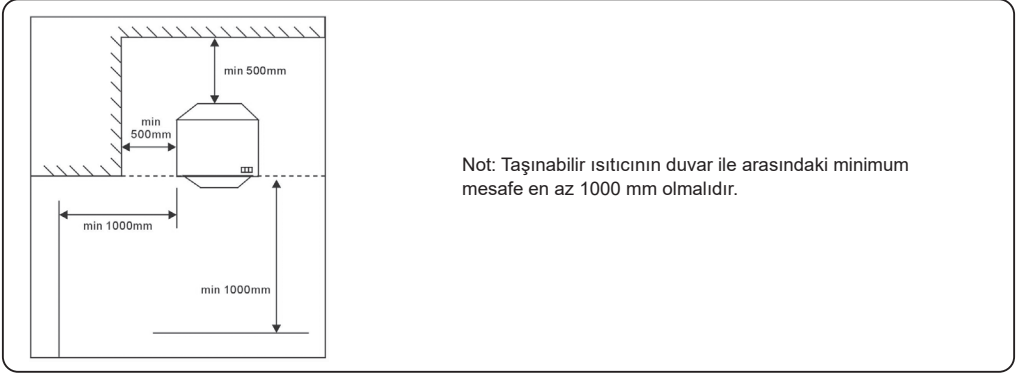 min 500mm
min
500mm
min 1000mm
min 1000mm
Not: Taşınabilir ısıtıcının duvar ile arasındaki minimum
mesafe en az 1000 mm olmalıdır.